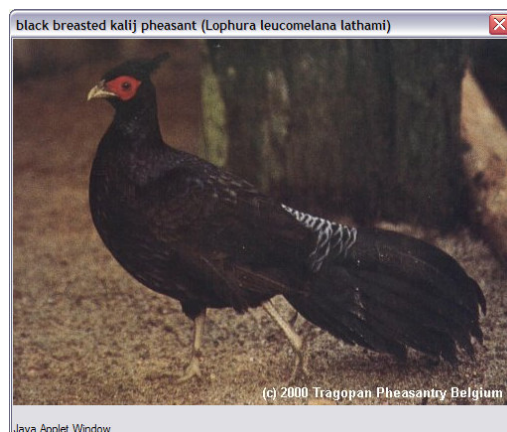 black breasted kalij pheasant (Lophura leucomelana lathami)
(c) 2000 Tragopan Pheasantry Belgium
Java Applet Window